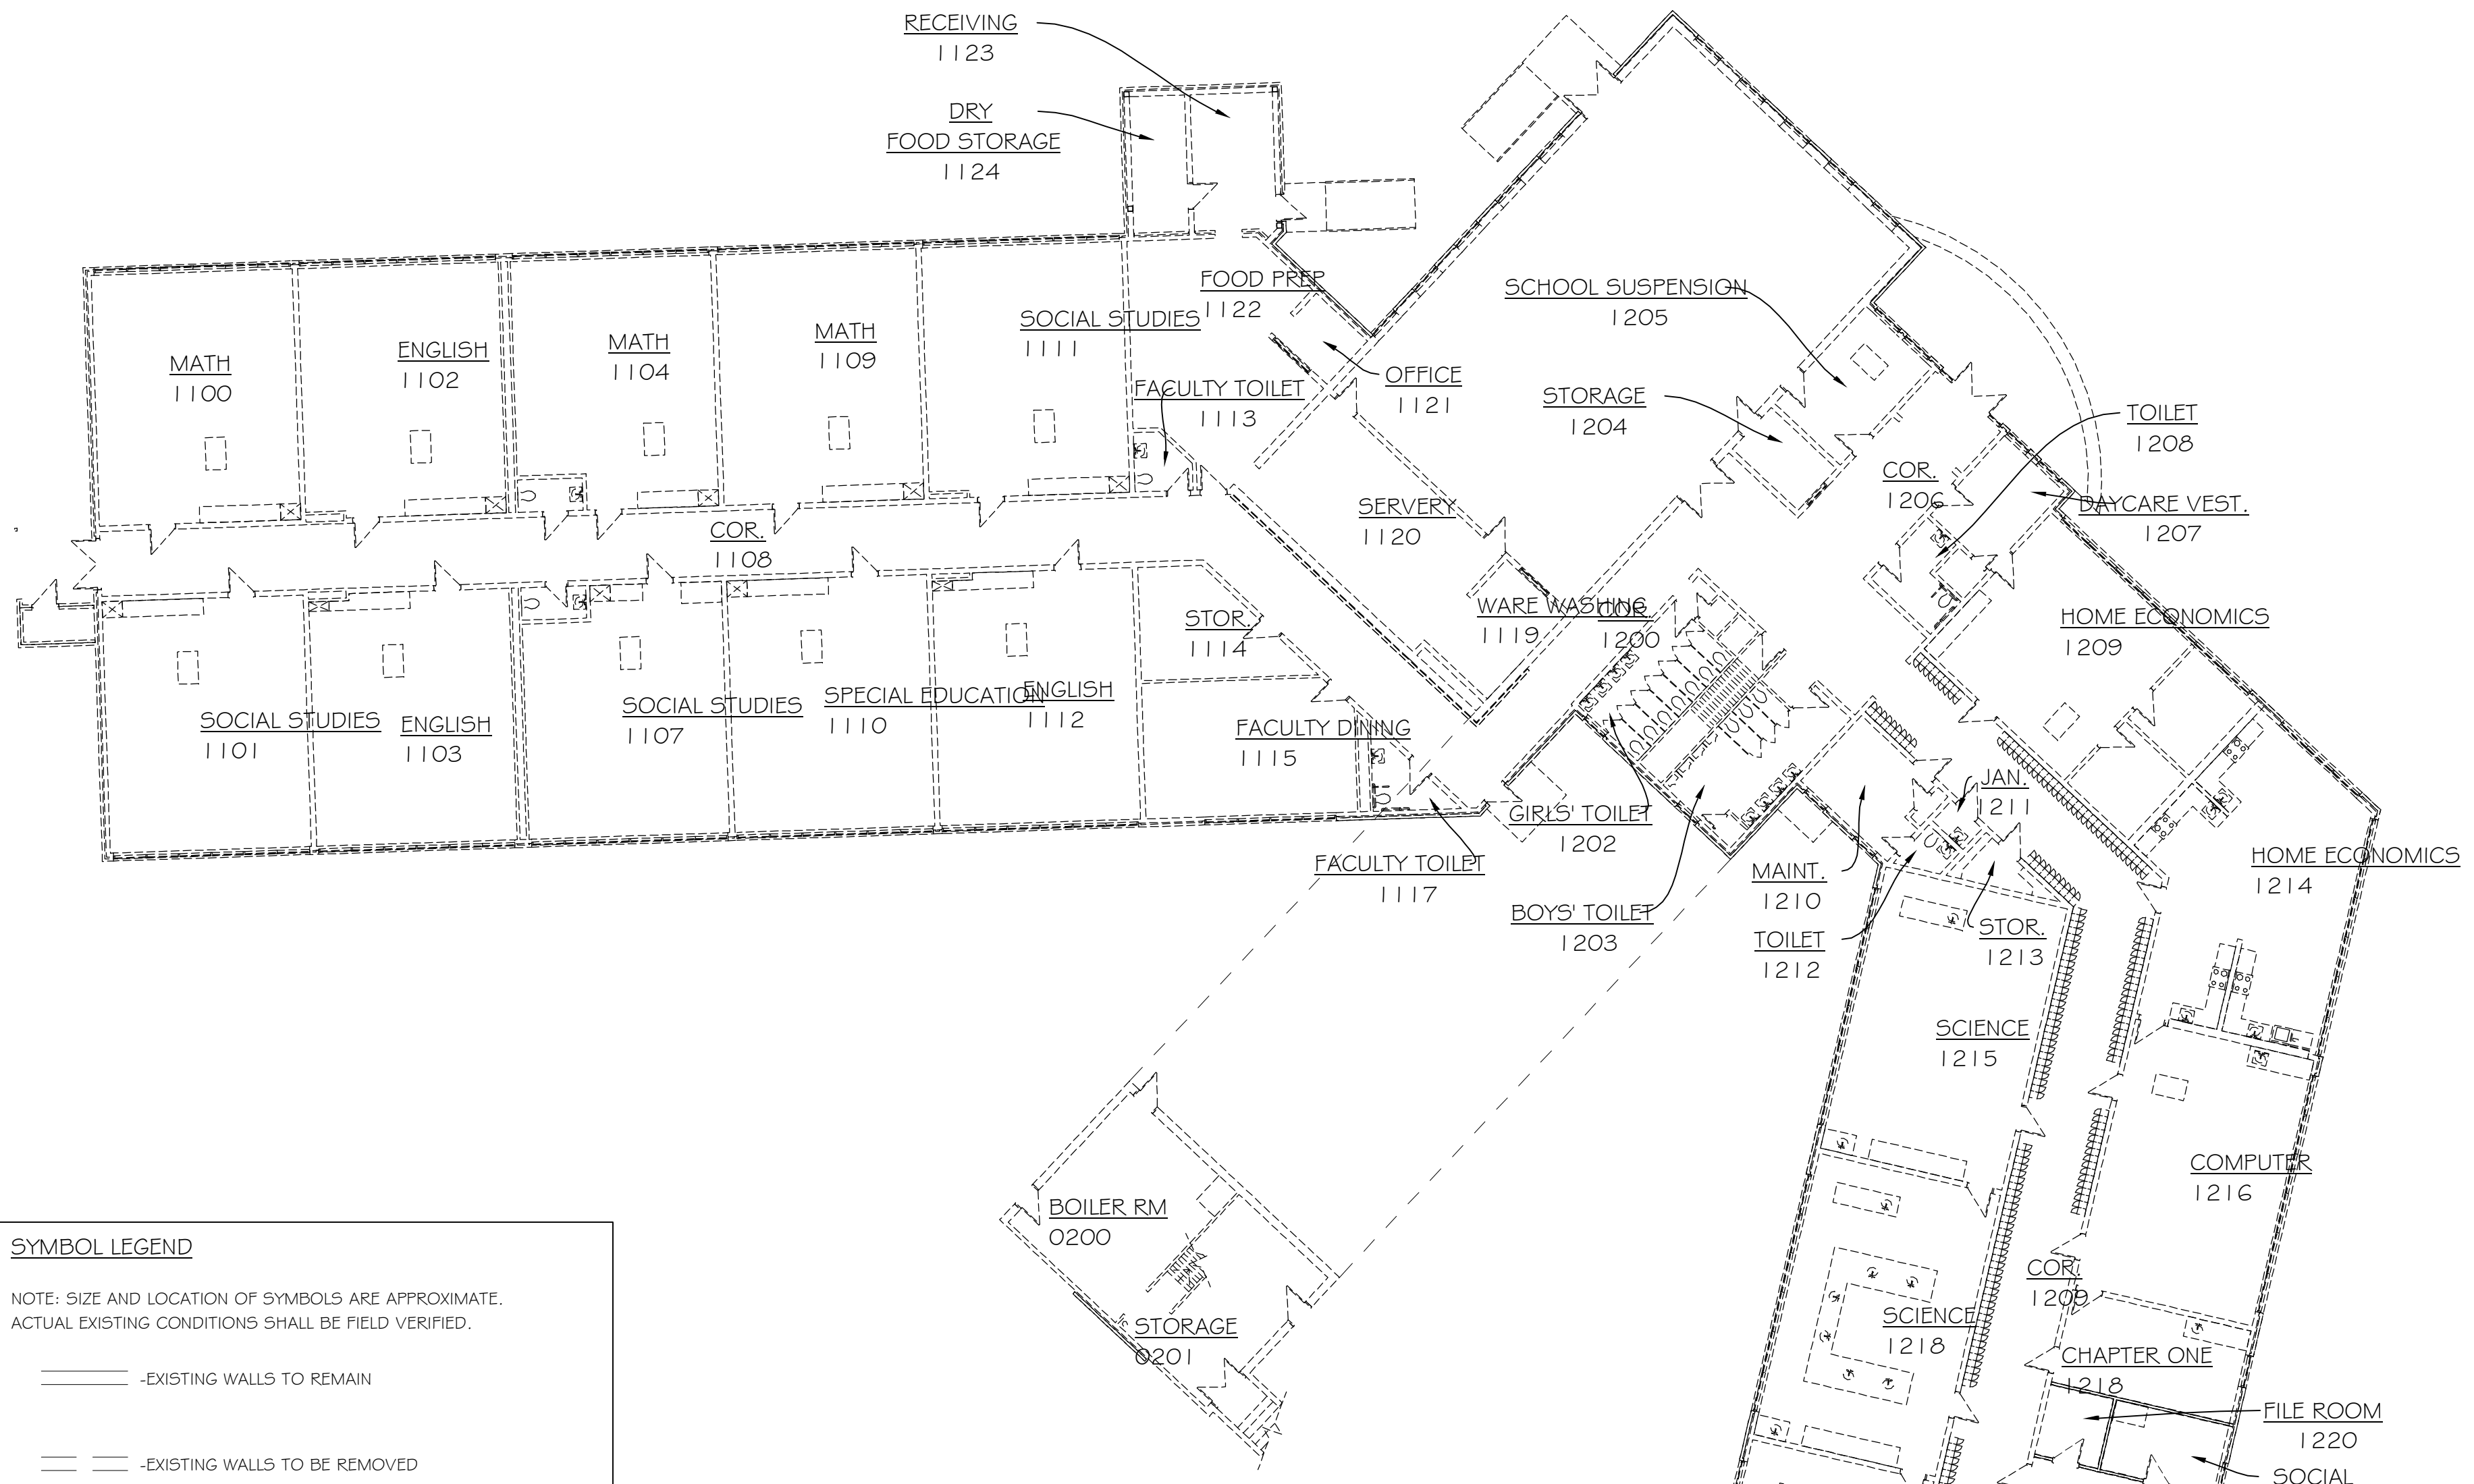 RECEIVING
1123
DRY
FOOD STORAGE
1124
FOOD PREP
1122
SCHOOL SUSPENSION
1205
SOCIAL STUDIES
1111
MATH
1109
MATH
1104
ENGLISH
1102
MATH
1100
FACULTY TOILET
1113
OFFICE
1121
STORAGE
1204
TOILET
1208
COR.
1206
DAYCARE VEST.
1207
SERVERY
1120
COR.
1108
WARE WASHING
1119
COR.
1200
STOR.
1114
HOME ECONOMICS
1209
SOCIAL STUDIES
1101
ENGLISH
1103
SOCIAL STUDIES
1107
SPECIAL EDUCATION
1110
ENGLISH
1112
FACULTY DINING
1115
JAN.
1211
GIRLS' TOILET
1202
FACULTY TOILET
1117
MAINT.
1210
HOME ECONOMICS
1214
BOYS' TOILET
1203
TOILET
1212
STOR.
1213
SCIENCE
1215
COMPUTER
1216
BOILER RM
0200
COR.
1209
STORAGE
0201
SCIENCE
1218
CHAPTER ONE
1218
FILE ROOM
1220
SOCIAL
SYMBOL LEGEND
NOTE: SIZE AND LOCATION OF SYMBOLS ARE APPROXIMATE.
ACTUAL EXISTING CONDITIONS SHALL BE FIELD VERIFIED.
-EXISTING WALLS TO REMAIN
-EXISTING WALLS TO BE REMOVED